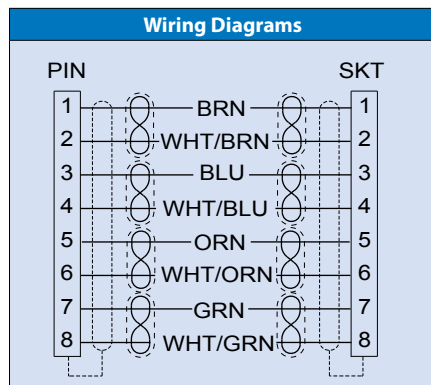 Wiring Diagrams
PIN SKT
1 BRN 1
2 WHT/BRN 2
3 BLU 3
4 WHT/BLU 4
5 ORN 5
6 WHT/ORN 6
7 GRN 7
8 WHT/GRN 8